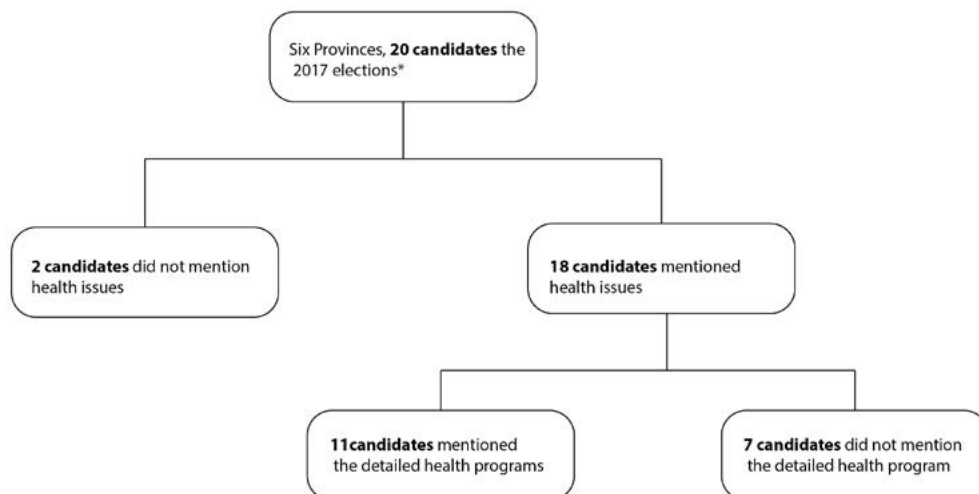 Six Provinces, 20 candidates the
2017 elections*
2 candidates did not mention
health issues
18 candidates mentioned
health issues
11candidates mentioned
the detailed health programs
7 candidates did not mention
the detailed health program